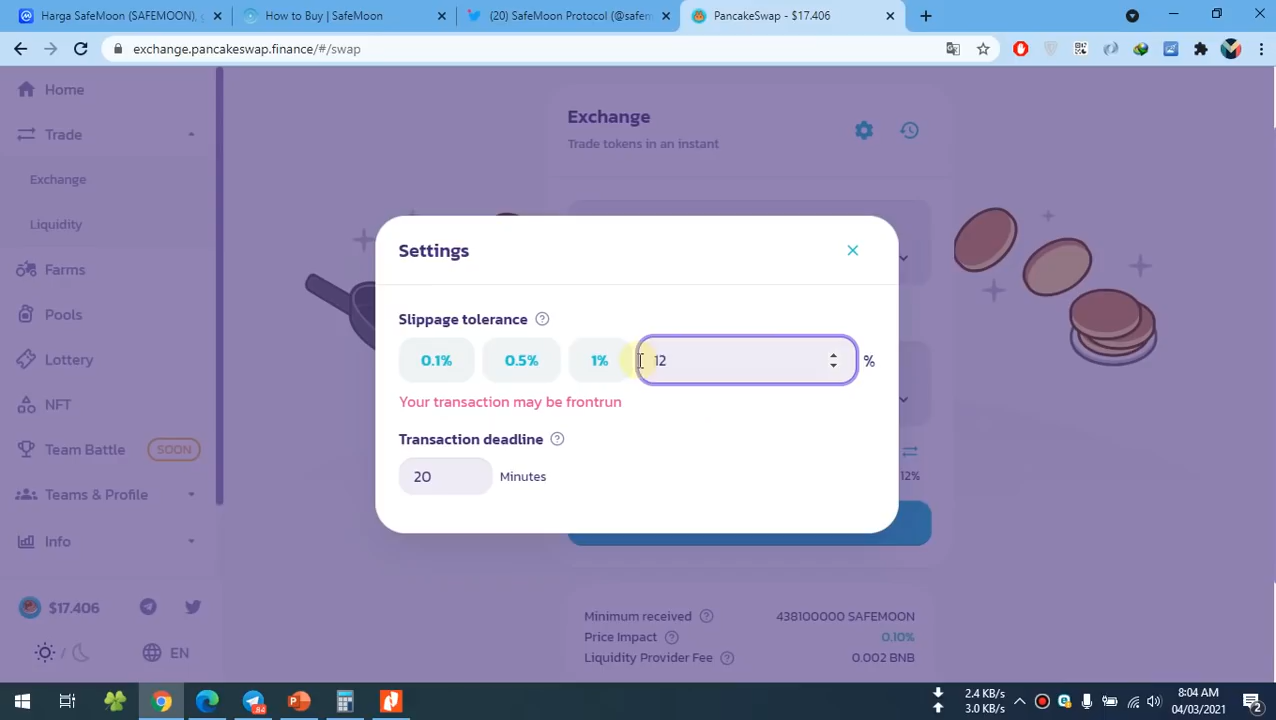 Harga SafeMoon (SAFEMOON), g
How to Buy | SafeMoon
(20) SafeMoon Protocol (@safem
PancakeSwap - $17.406
exchange.pancakeswap.finance/#/swap
Home
Trade
Exchange
Liquidity
Farms
Pools
Lottery
NFT
Team Battle SOON
Teams & Profile
Info
$17.406
EN
Exchange
Trade tokens in an instant
Settings
Slippage tolerance
0.1% 0.5% 1% 12 %
Your transaction may be frontrun
Transaction deadline
20 Minutes
12%
Minimum received 438100000 SAFEMOON
Price Impact 0.10%
Liquidity Provider Fee 0.002 BNB
84
2.4 KB/s
3.0 KB/s
8:04 AM
04/03/2021
2